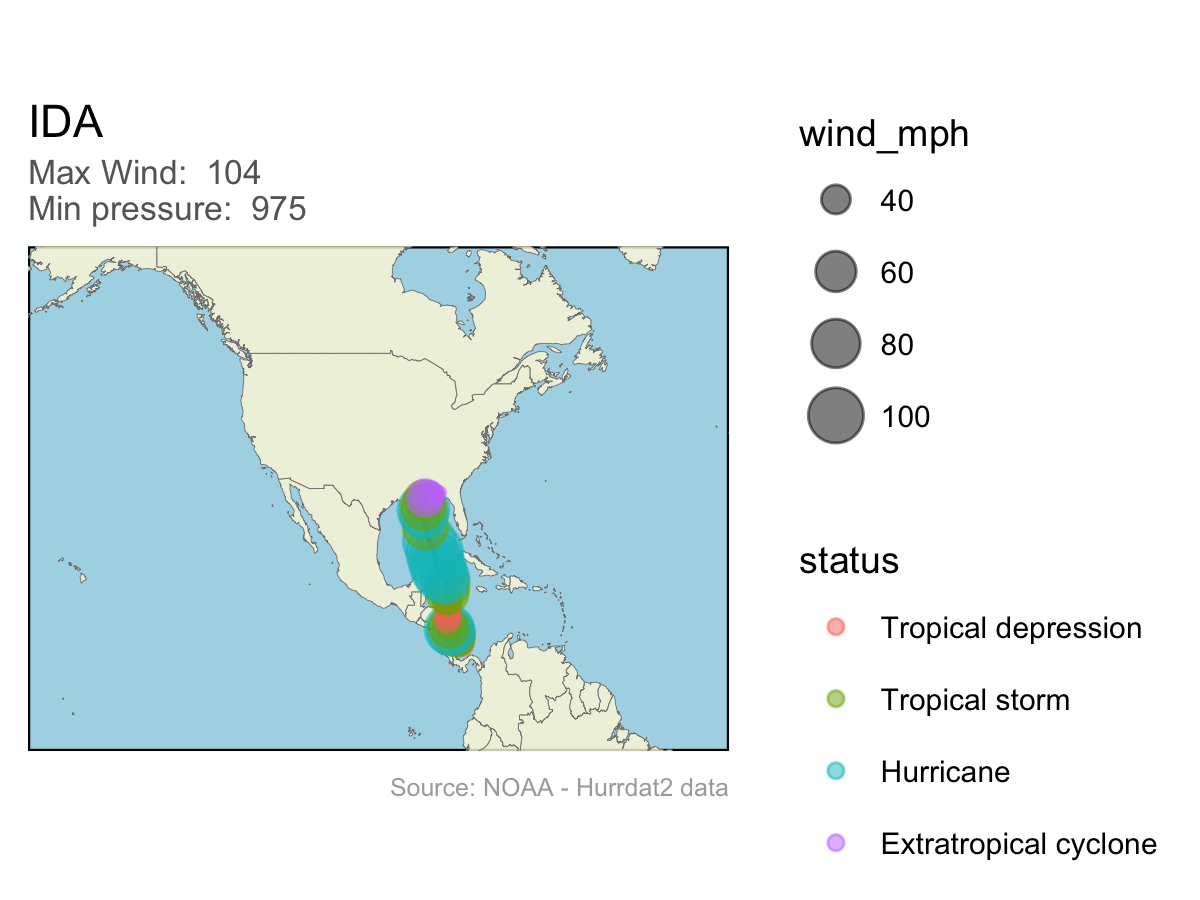 IDA
Max Wind:  104
Min pressure:  975
Source: NOAA - Hurrdat2 data
wind_mph
40
60
80
100
status
Tropical depression
Tropical storm
Hurricane
Extratropical cyclone